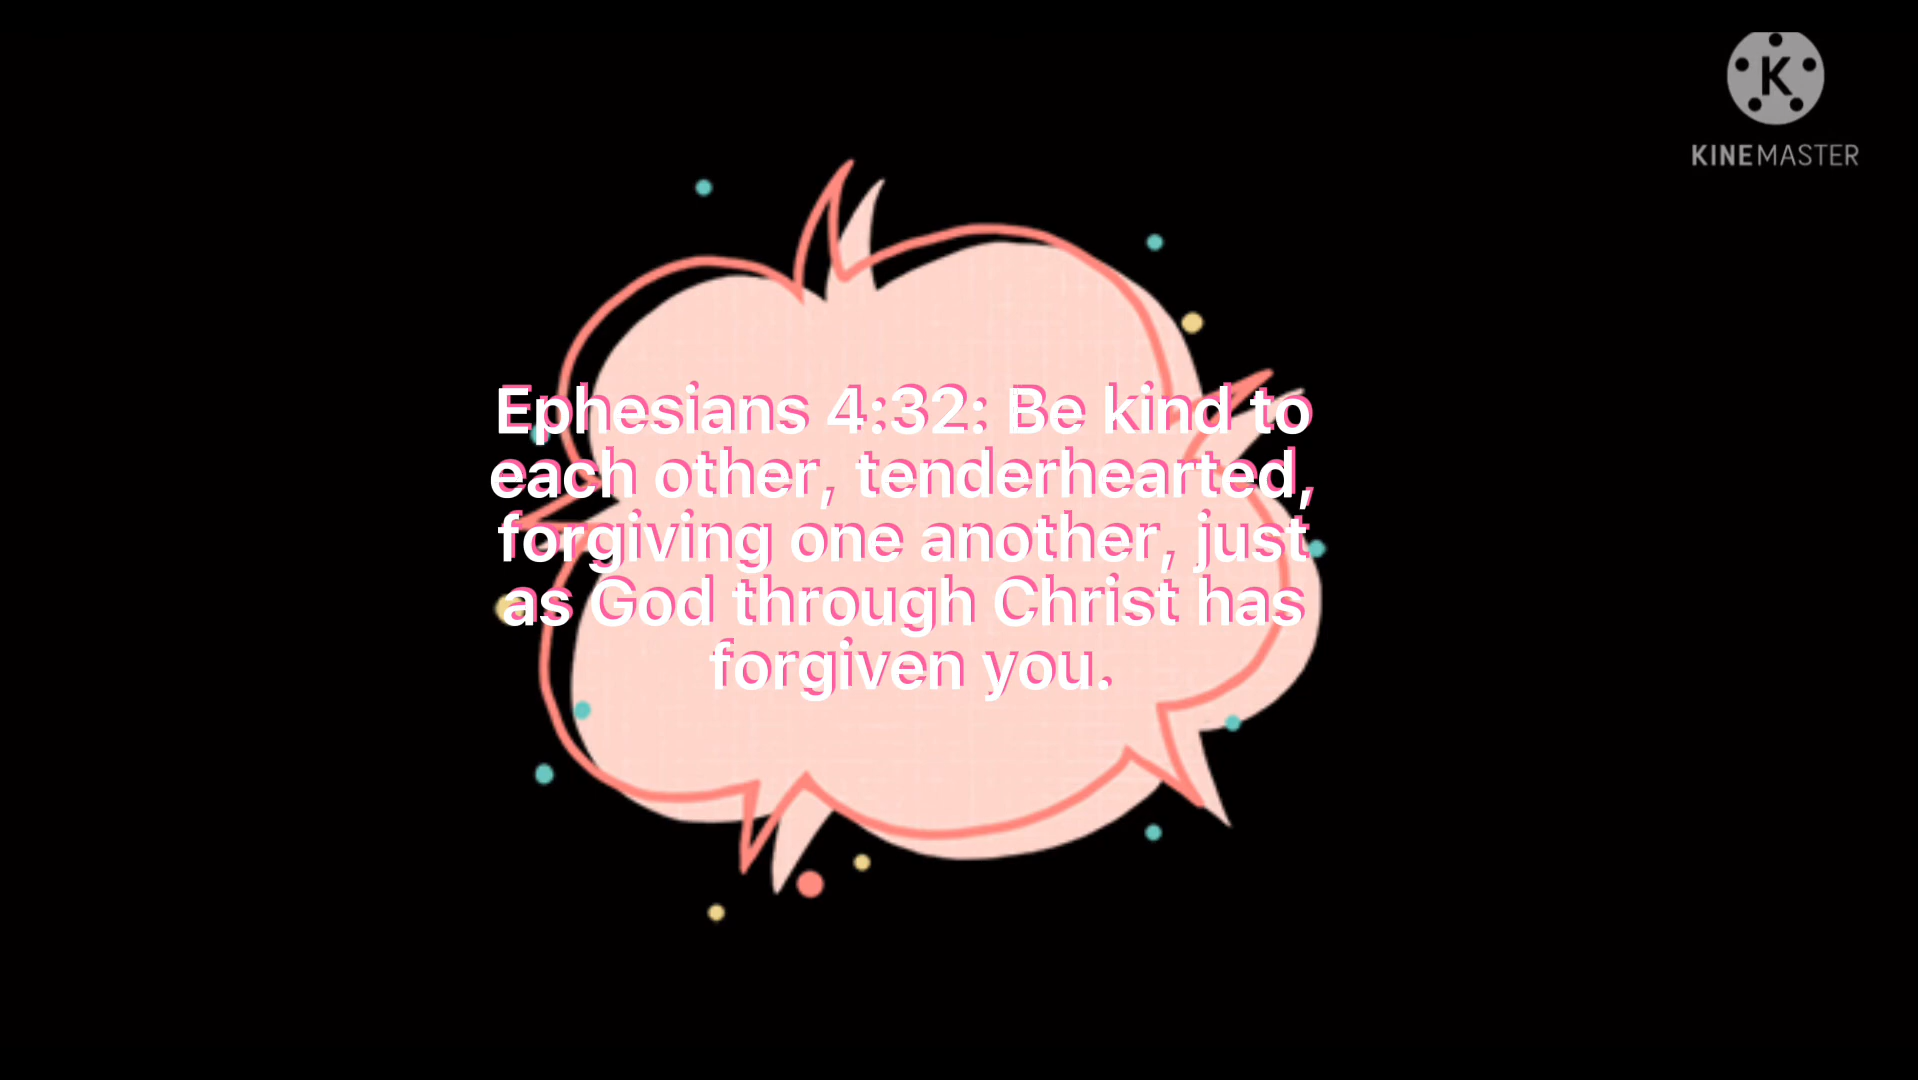 K
KINEMASTER
Ephesians 4:32: Be kind to
each other, tenderhearted,
forgiving one another, just
as God through Christ has
forgiven you.